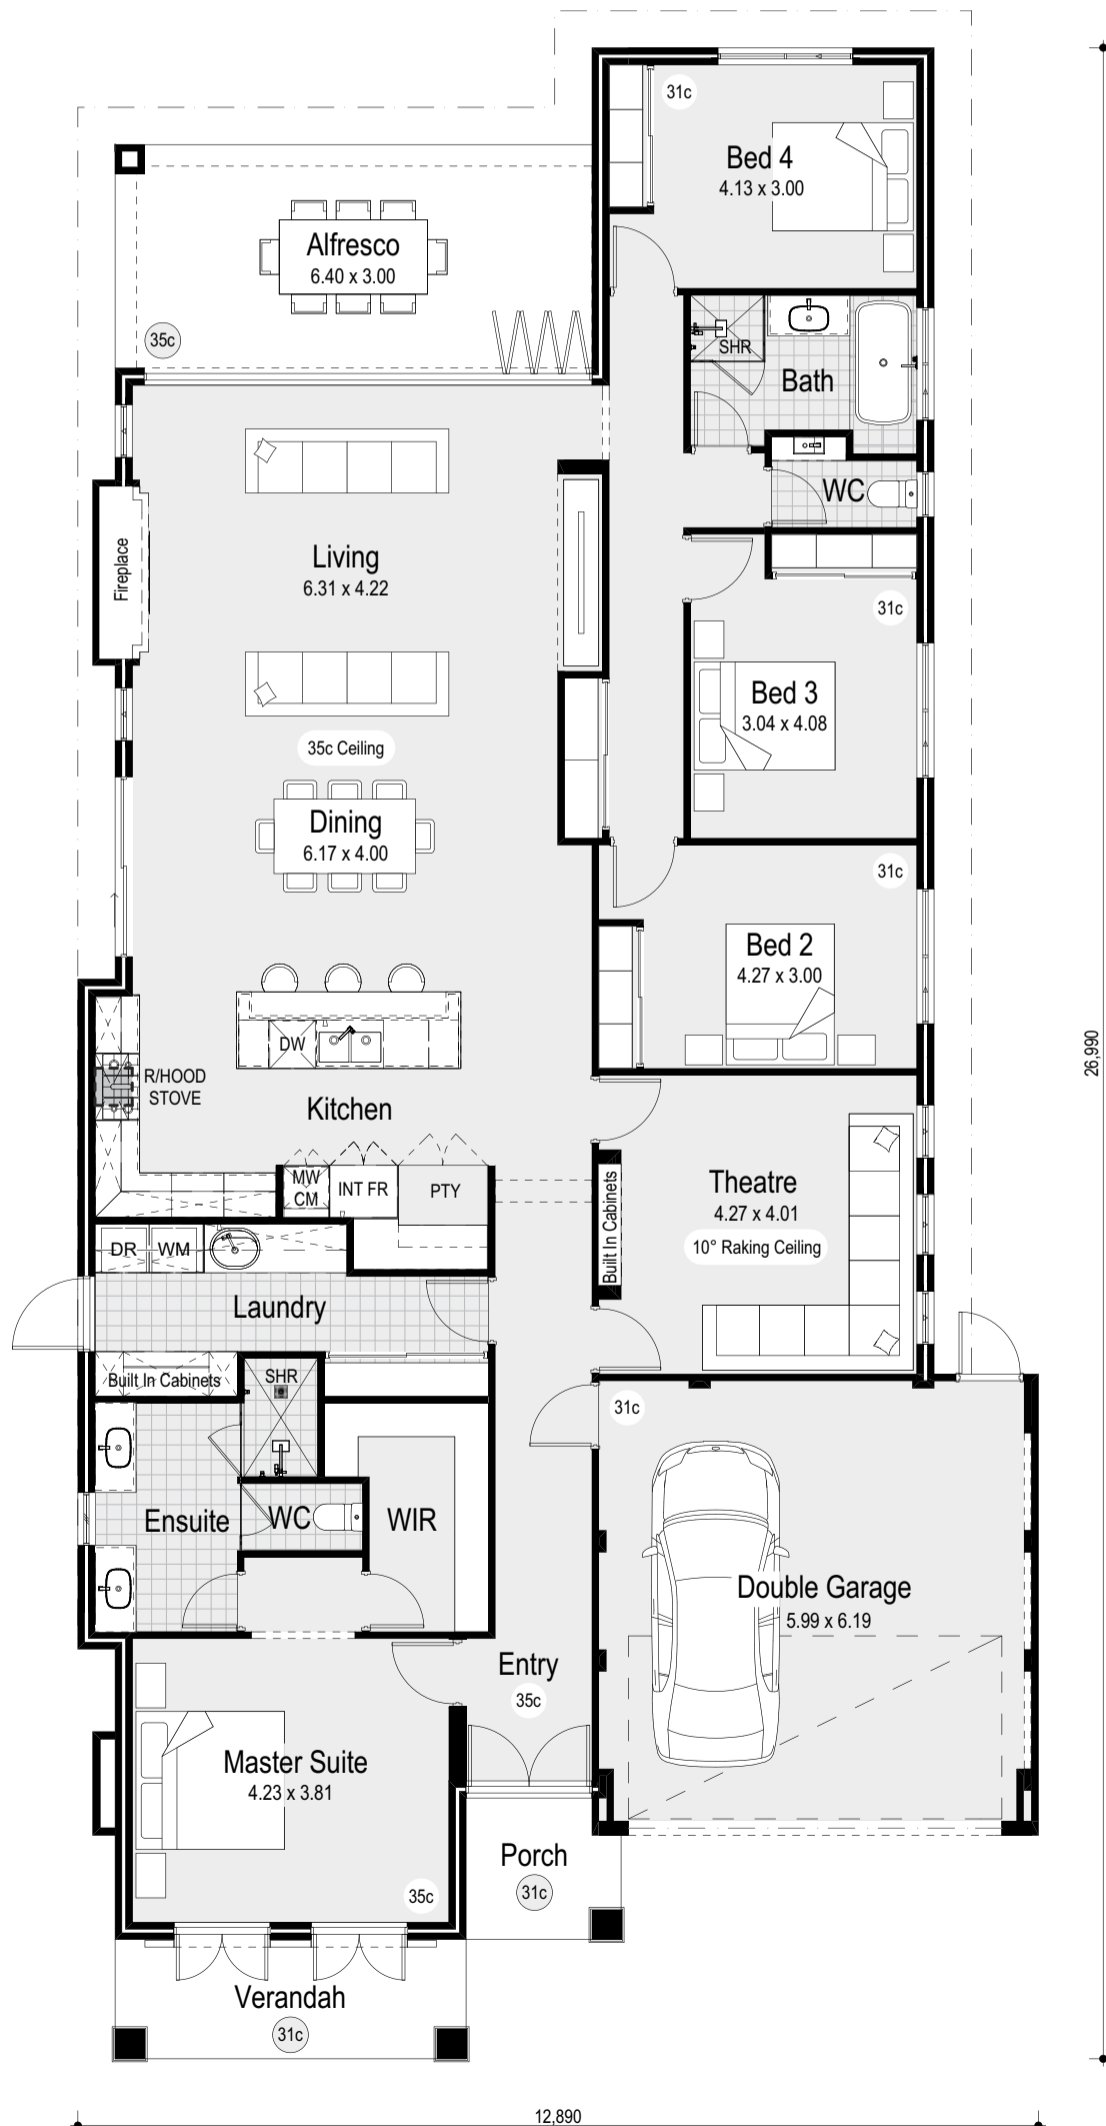 31c
Bed 4
4.13 x 3.00
Alfresco
6.40 x 3.00
35c
SHR
Bath
WC
Fireplace
Living
6.31 x 4.22
31c
Bed 3
3.04 x 4.08
35c Ceiling
Dining
6.17 x 4.00
31c
Bed 2
4.27 x 3.00
DW
R/HOOD
STOVE
Kitchen
26,990
MW
CM
INT FR
PTY
Built In Cabinets
Theatre
4.27 x 4.01
10° Raking Ceiling
DR
WM
Laundry
Built In Cabinets
SHR
31c
Ensuite
WC
WIR
Double Garage
5.99 x 6.19
Entry
35c
Master Suite
4.23 x 3.81
35c
Porch
31c
Verandah
31c
12,890